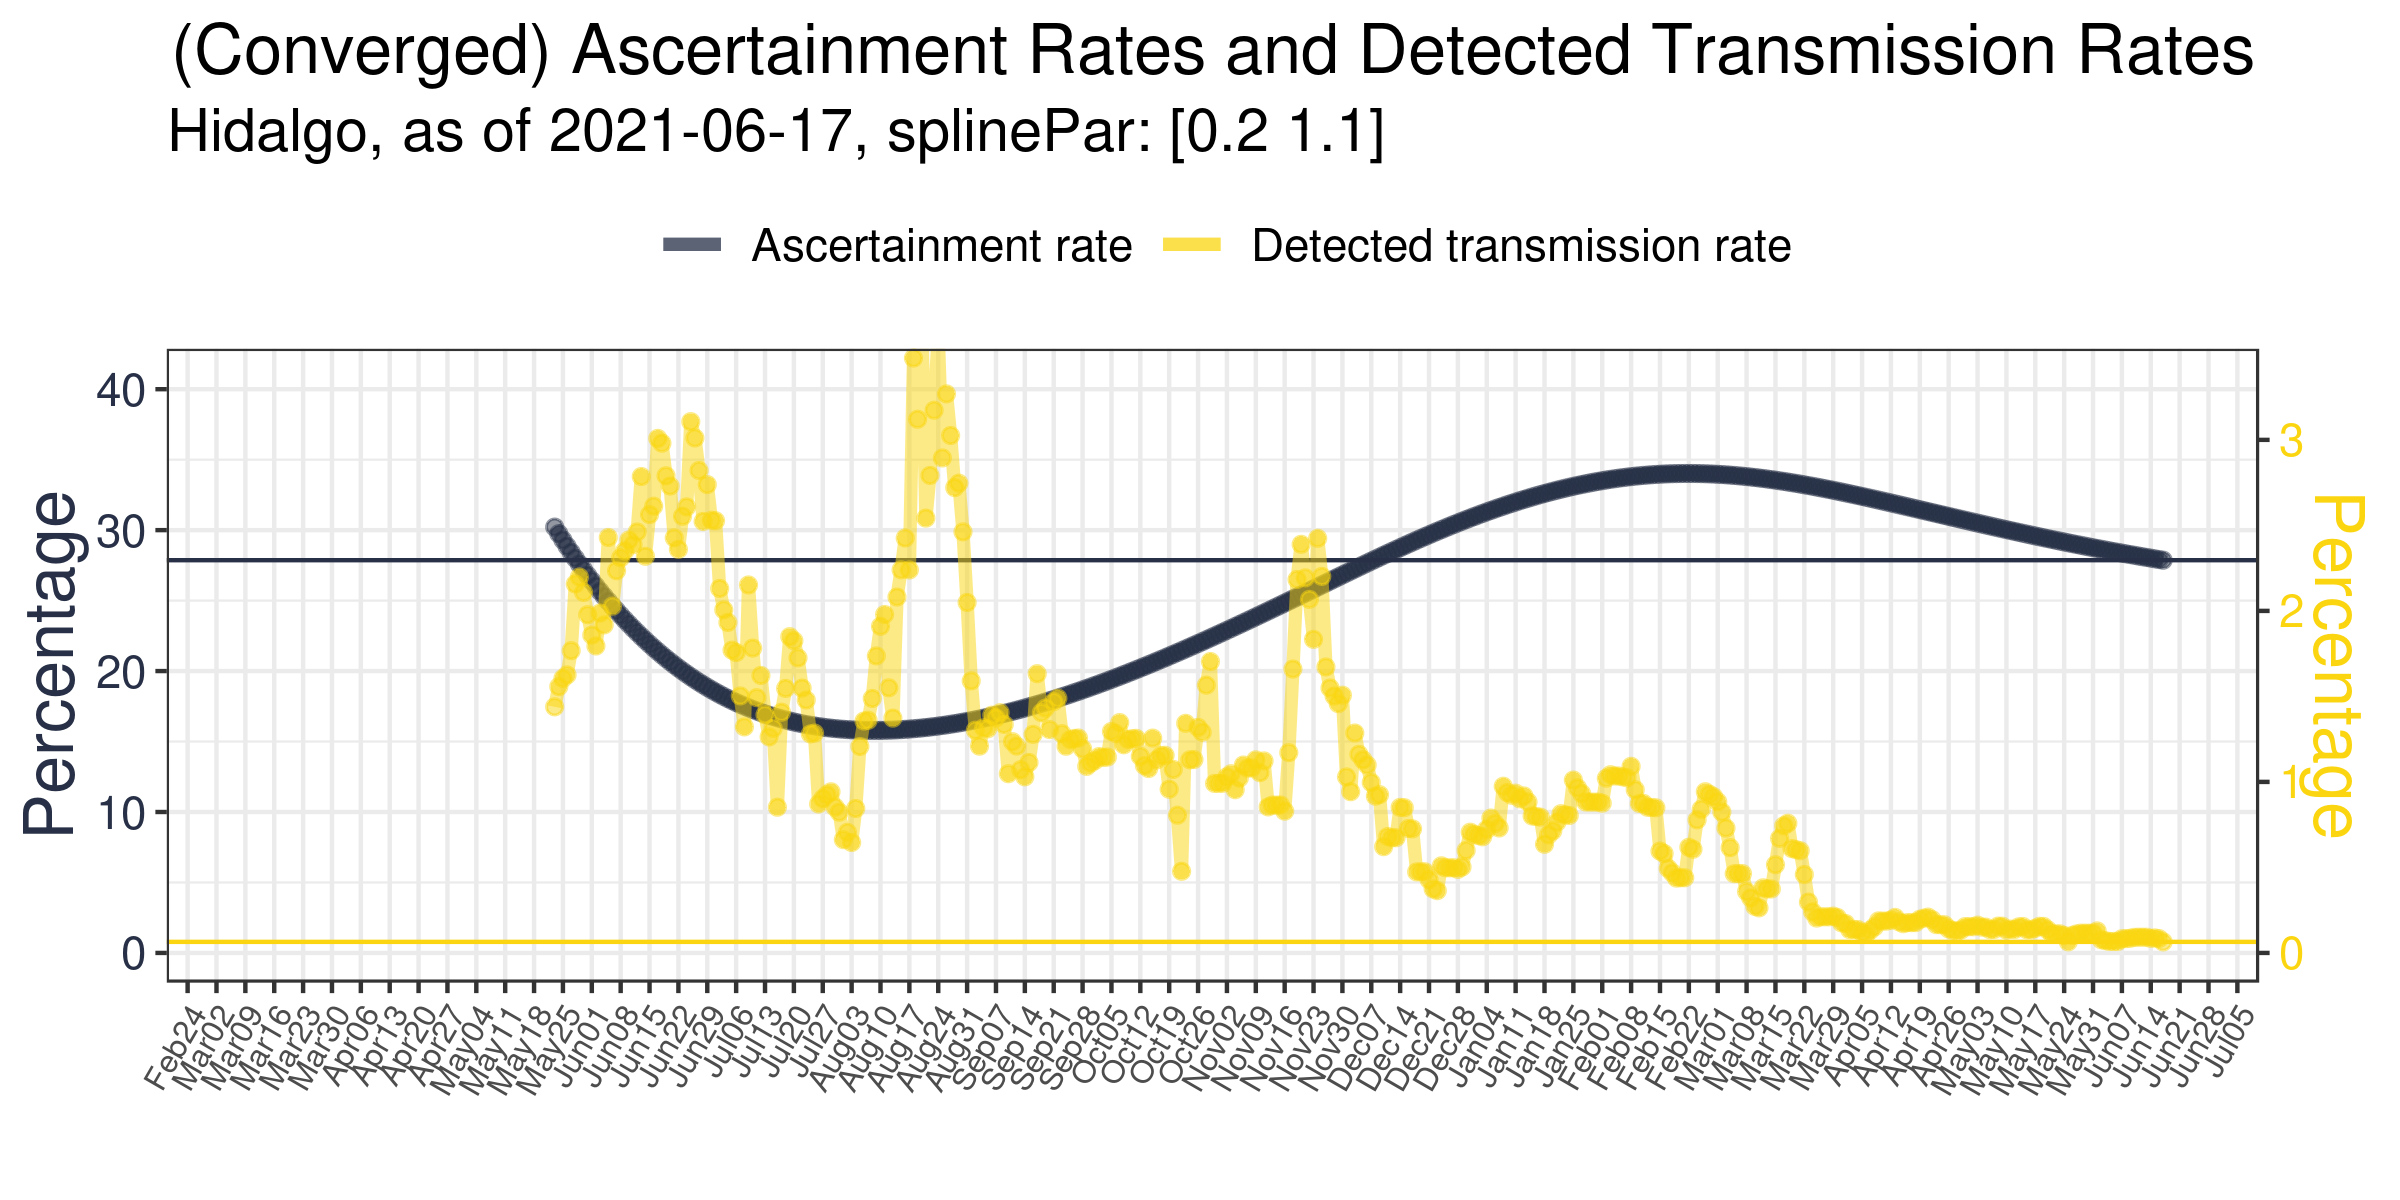 (Converged) Ascertainment Rates and Detected Transmission Rates
Hidalgo, as of 2021-06-17, splinePar: [0.2 1.1]
Ascertainment rate
Detected transmission rate
Percentage
40
30
20
10
0
3
2
1
0
Percentage
Feb24
Mar02
Mar09
Mar16
Mar23
Mar30
Apr06
Apr13
Apr20
Apr27
May04
May11
May18
May25
Jun01
Jun08
Jun15
Jun22
Jun29
Jul06
Jul13
Jul20
Jul27
Aug03
Aug10
Aug17
Aug24
Aug31
Sep07
Sep14
Sep21
Sep28
Oct05
Oct12
Oct19
Oct26
Nov02
Nov09
Nov16
Nov23
Nov30
Dec07
Dec14
Dec21
Dec28
Jan04
Jan11
Jan18
Jan25
Feb01
Feb08
Feb15
Feb22
Mar01
Mar08
Mar15
Mar22
Mar29
Apr05
Apr12
Apr19
Apr26
May03
May10
May17
May24
May31
Jun07
Jun14
Jun21
Jun28
Jul05